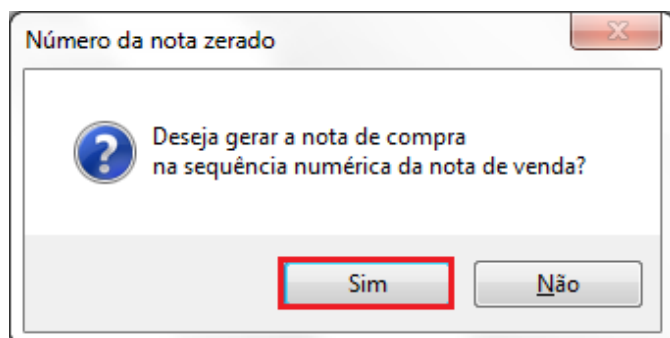 Número da nota zerado
Deseja gerar a nota de compra
na sequência numérica da nota de venda?
Sim
Não